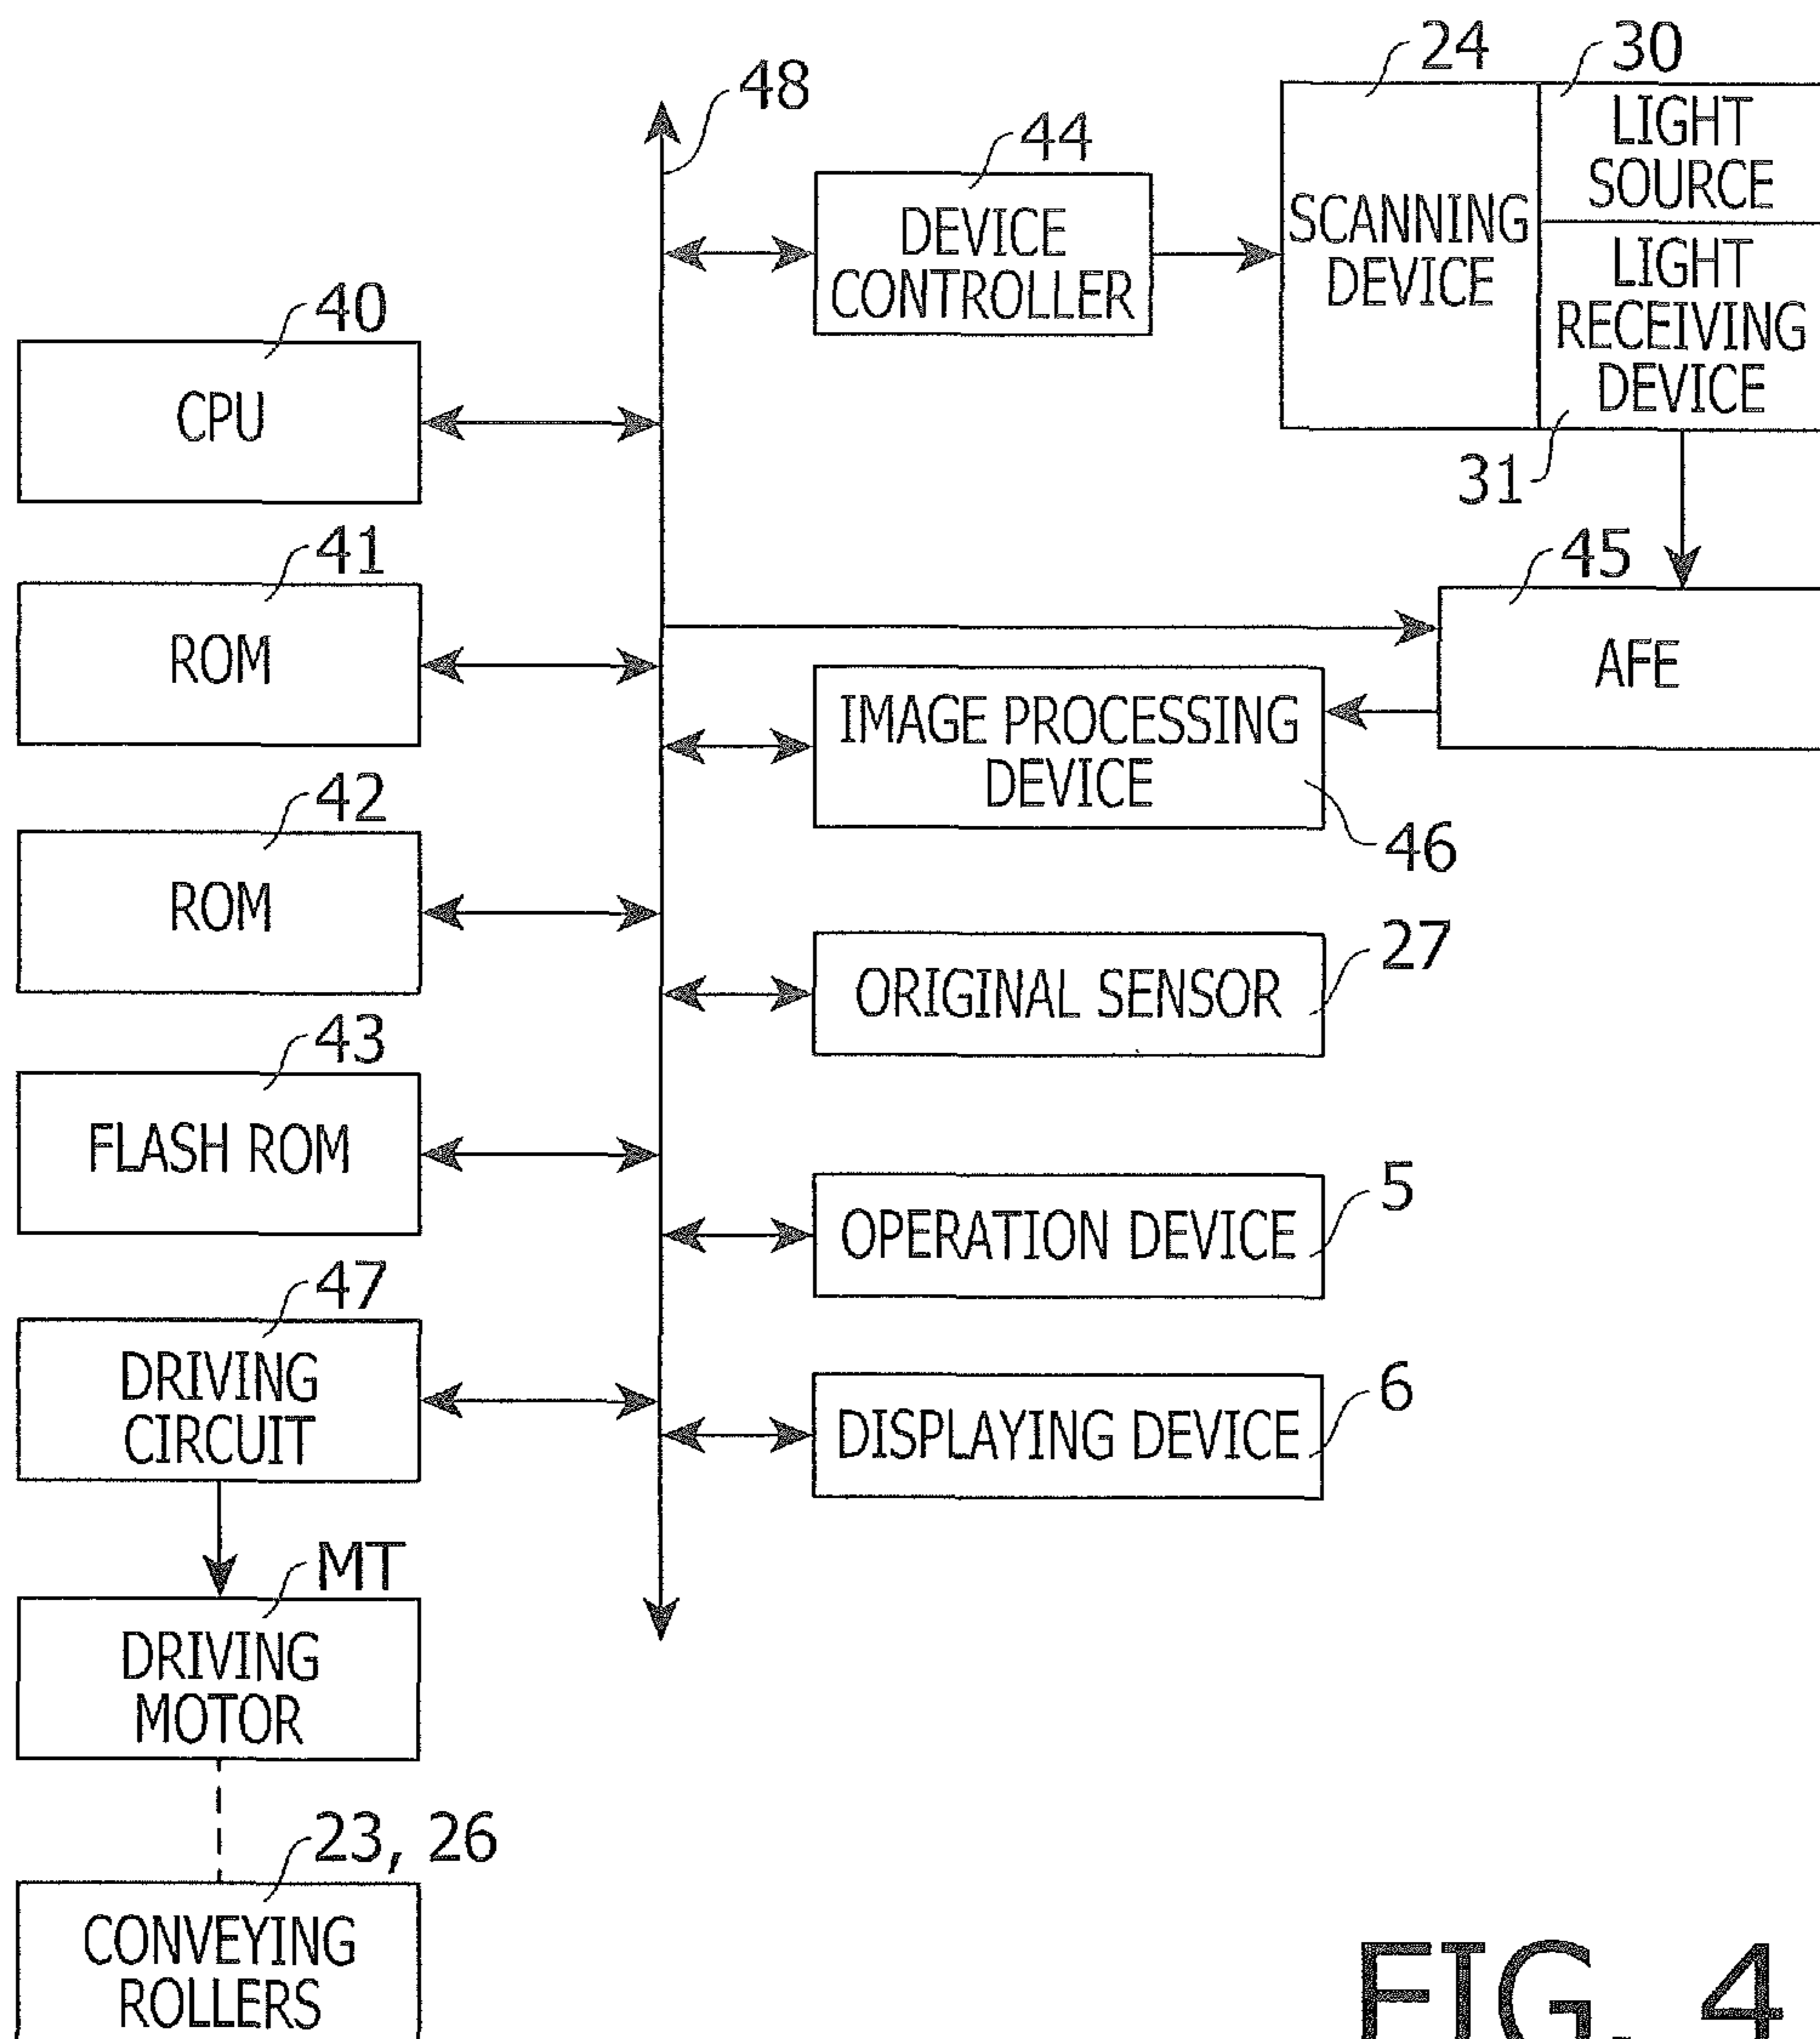 48
24
30
44
SCANNING
DEVICE
LIGHT
SOURCE
LIGHT
RECEIVING
DEVICE
31
DEVICE
CONTROLLER
40
CPU
41
ROM
45
AFE
IMAGE PROCESSING
DEVICE
46
42
ROM
ORIGINAL SENSOR
27
43
FLASH ROM
OPERATION DEVICE
5
47
DRIVING
CIRCUIT
DISPLAYING DEVICE
6
MT
DRIVING
MOTOR
23, 26
CONVEYING
ROLLERS
FIG. 4